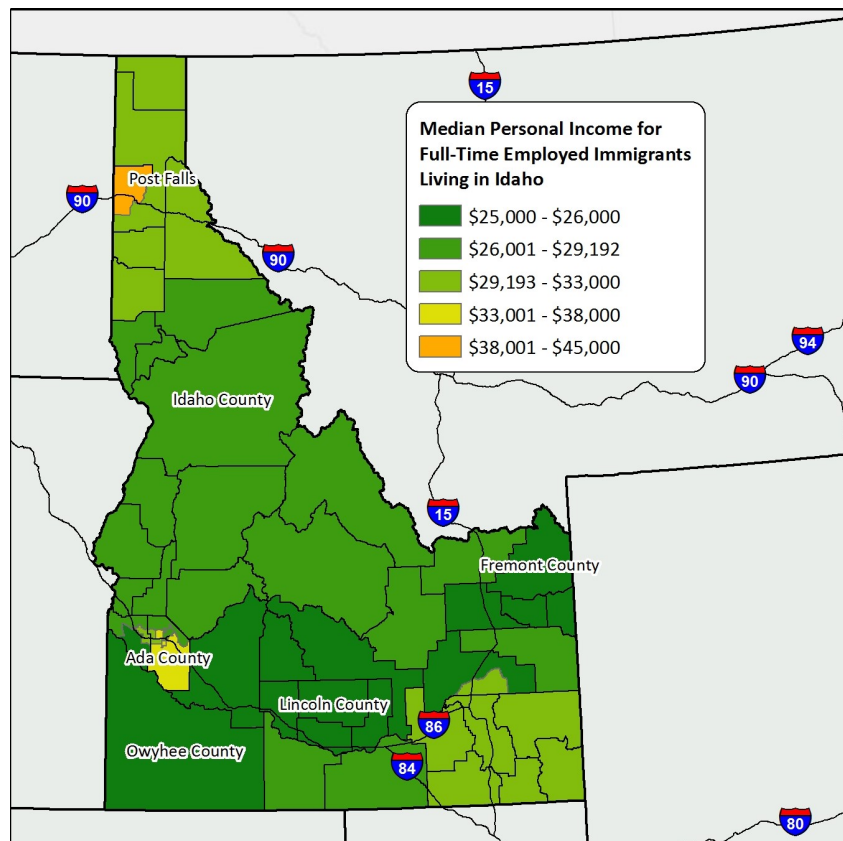 15
Median Personal Income for
Full-Time Employed Immigrants
Living in Idaho
$25,000 - $26,000
$26,001 - $29,192
$29,193 - $33,000
$33,001 - $38,000
$38,001 - $45,000
Post Falls
90
90
94
90
Idaho County
15
Fremont County
Ada County
Lincoln County
86
Owyhee County
84
80